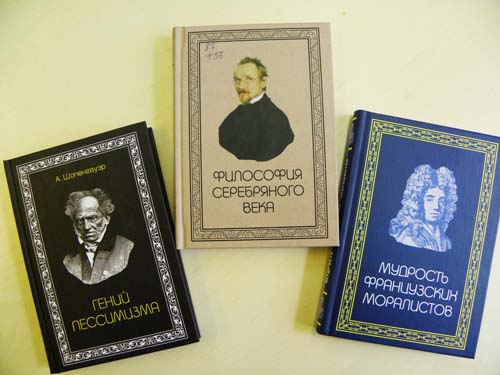 ФИЛОСОФИЯ
СЕРЕБРЯНОГО
ВЕКА
А. Шопенгауэр
ГЕНИЙ
ПЕССИМИЗМА
МУДРОСТЬ
ФРАНЦУЗСКИХ
МОРАЛИСТОВ